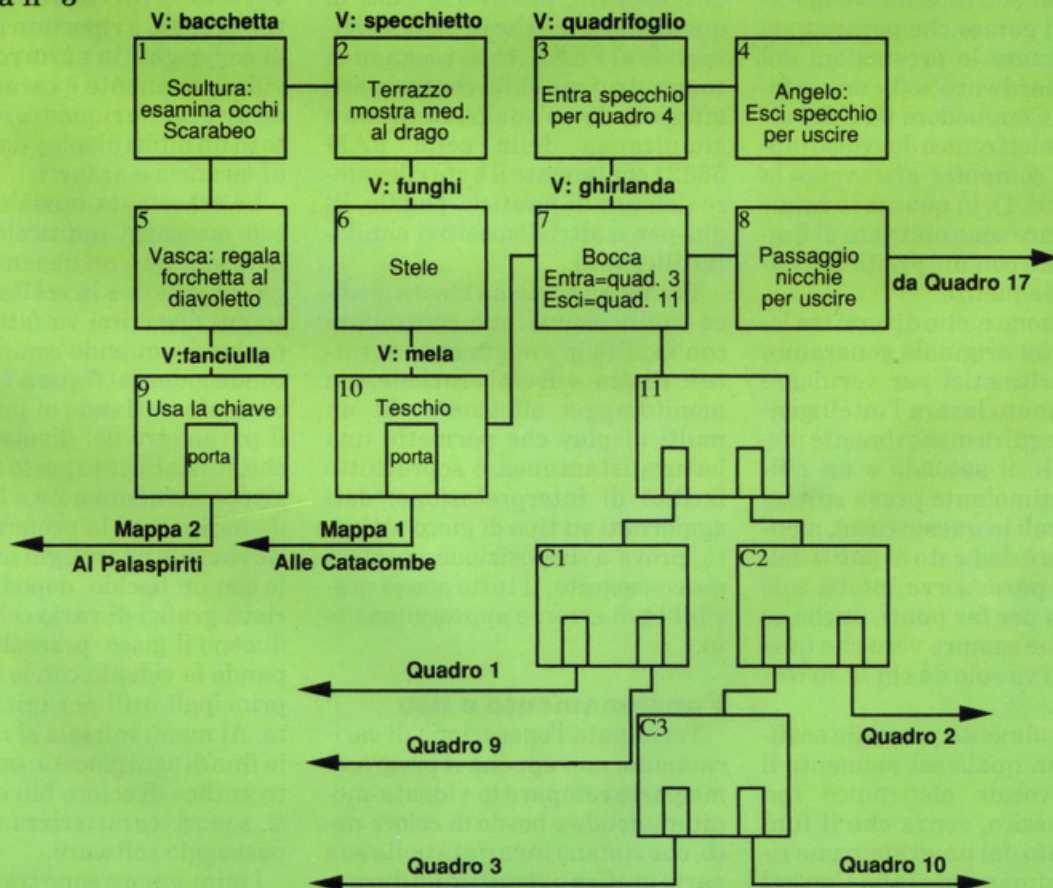 V: bacchetta
V: specchietto
V: quadrifoglio
1
Scultura:
esamina occhi
Scarabeo
2
Terrazzo
mostra med.
al drago
3
Entra specchio
per quadro 4
4
Angelo:
Esci specchio
per uscire
V: funghi
V: ghirlanda
5
Vasca: regala
forchetta al
diavoletto
6
Stele
7
Bocca
Entra=quad. 3
Esci=quad. 11
8
Passaggio
nicchie
per uscire
da Quadro 17
V:fanciulla
V: mela
9
Usa la chiave
porta
10
Teschio
porta
11
Mappa 2
Al Palaspiriti
Mappa 1
Alle Catacombe
C1
C2
Quadro 1
Quadro 9
C3
Quadro 2
Quadro 3
Quadro 10